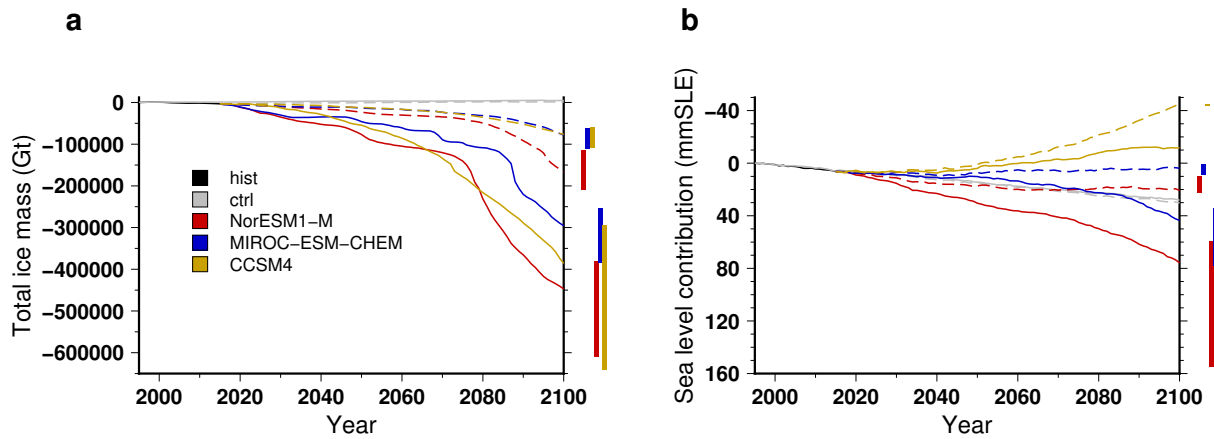 a
Total ice mass (Gt)
0
−100000
−200000
−300000
−400000
−500000
−600000
hist
ctrl
NorESM1−M
MIROC−ESM−CHEM
CCSM4
2000 2020 2040 2060 2080 2100
Year
b
Sea level contribution (mmSLE)
−40
0
40
80
120
160
2000 2020 2040 2060 2080 2100
Year